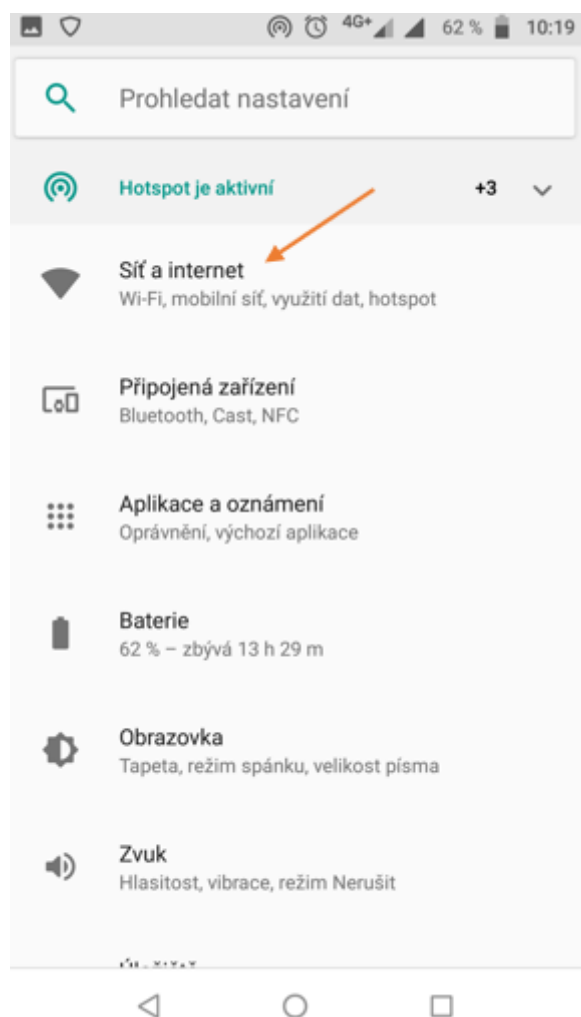 4G+ 62 % 10:19
Prohledat nastavení
Hotspot je aktivní +3
Síť a internet
Wi-Fi, mobilní síť, využití dat, hotspot
Připojená zařízení
Bluetooth, Cast, NFC
Aplikace a oznámení
Oprávnění, výchozí aplikace
Baterie
62 % – zbývá 13 h 29 m
Obrazovka
Tapeta, režim spánku, velikost písma
Zvuk
Hlasitost, vibrace, režim Nerušit